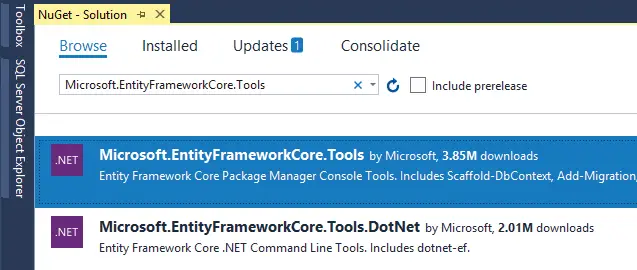 Toolbox
SQL Server Object Explorer
NuGet - Solution
Browse Installed Updates 1 Consolidate
Microsoft.EntityFrameworkCore.Tools Include prerelease
.NET Microsoft.EntityFrameworkCore.Tools by Microsoft, 3.85M downloads
Entity Framework Core Package Manager Console Tools. Includes Scaffold-DbContext, Add-Migration,
.NET Microsoft.EntityFrameworkCore.Tools.DotNet by Microsoft, 2.01M downloads
Entity Framework Core .NET Command Line Tools. Includes dotnet-ef.